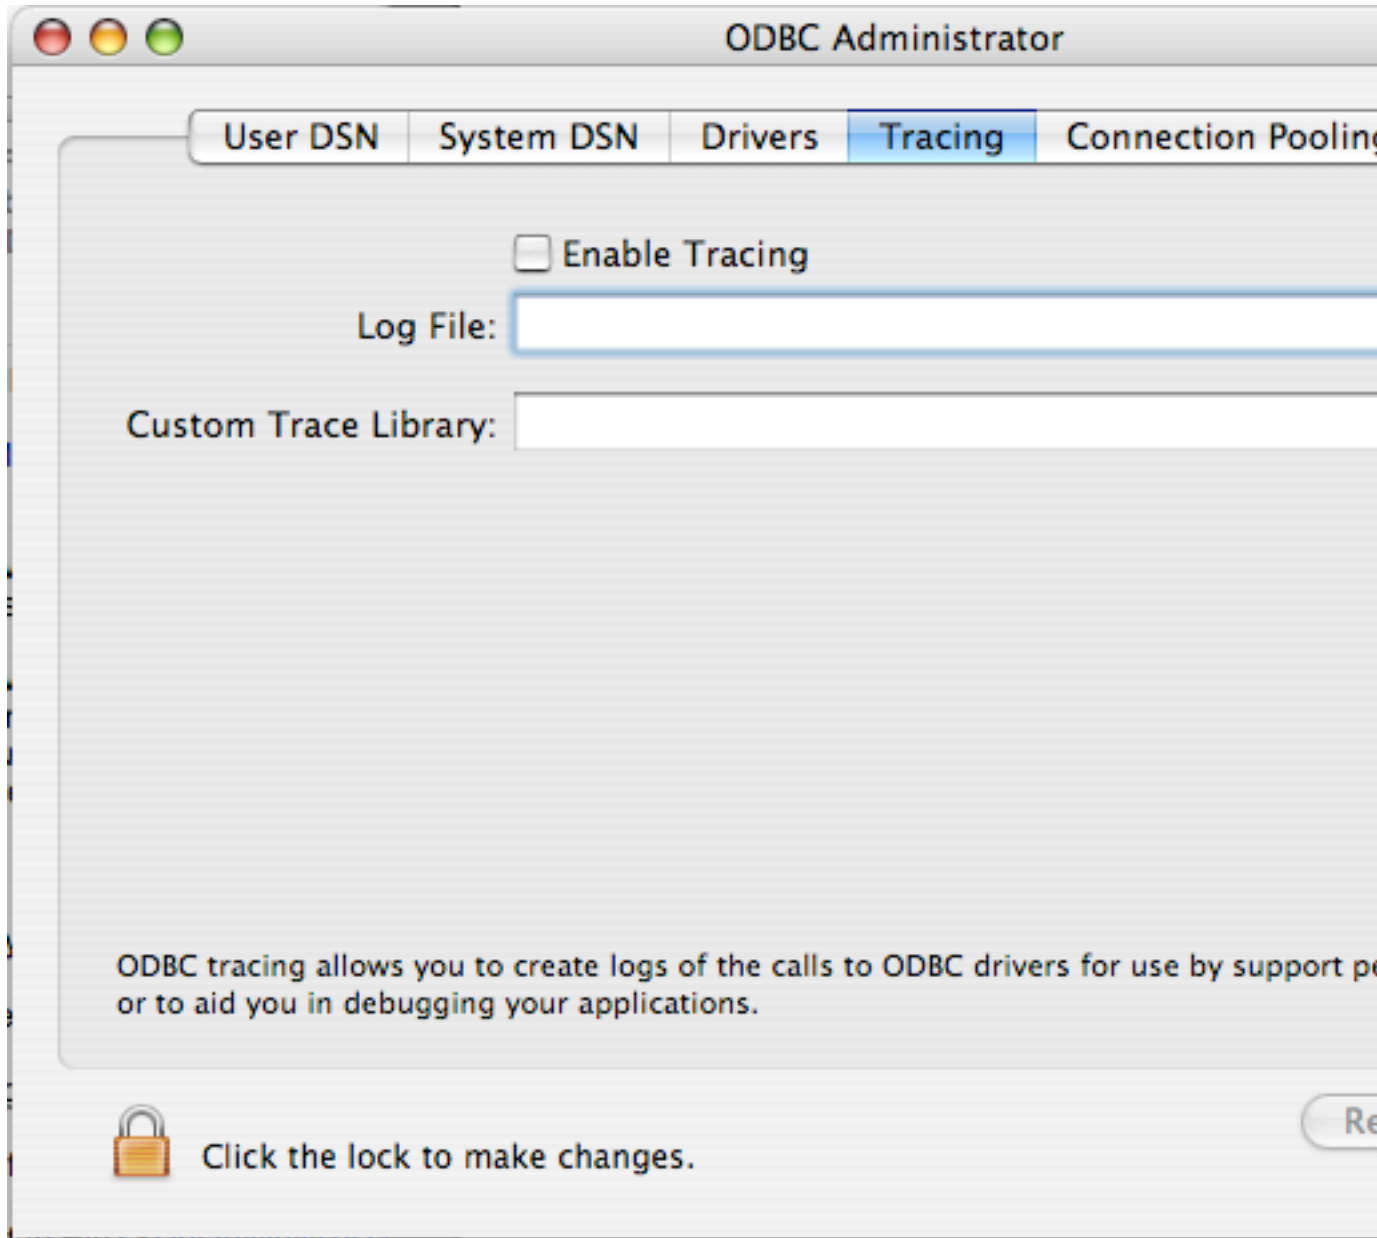 ODBC Administrator
User DSN System DSN Drivers Tracing Connection Pooling
Enable Tracing
Log File:
Custom Trace Library:
ODBC tracing allows you to create logs of the calls to ODBC drivers for use by support
or to aid you in debugging your applications.
Click the lock to make changes.